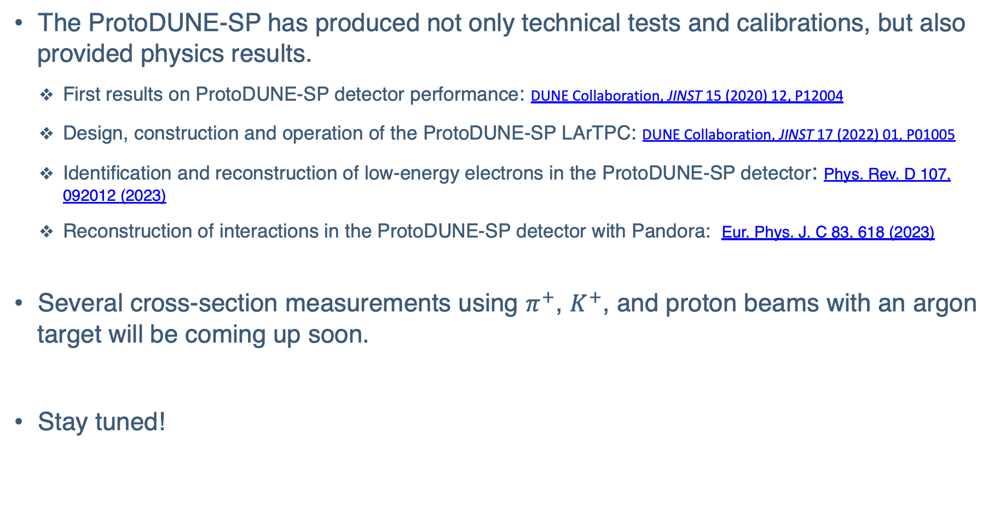 • The ProtoDUNE-SP has produced not only technical tests and calibrations, but also
provided physics results.
❖ First results on ProtoDUNE-SP detector performance: DUNE Collaboration, JINST 15 (2020) 12, P12004
❖ Design, construction and operation of the ProtoDUNE-SP LArTPC: DUNE Collaboration, JINST 17 (2022) 01, P01005
❖ Identification and reconstruction of low-energy electrons in the ProtoDUNE-SP detector: Phys. Rev. D 107,
092012 (2023)
❖ Reconstruction of interactions in the ProtoDUNE-SP detector with Pandora: Eur. Phys. J. C 83, 618 (2023)
• Several cross-section measurements using π⁺, K⁺, and proton beams with an argon
target will be coming up soon.
• Stay tuned!